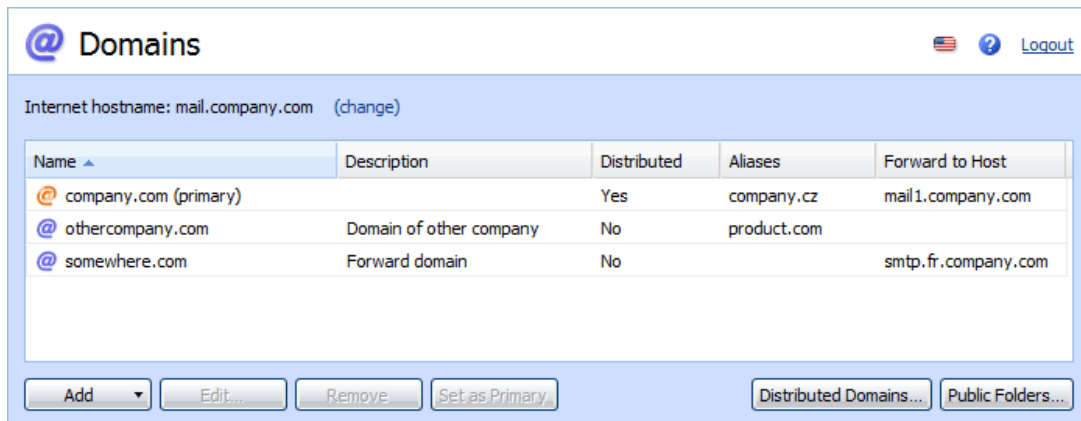 Domains
Logout
Internet hostname: mail.company.com (change)
Name Description Distributed Aliases Forward to Host
company.com (primary) Yes company.cz mail1.company.com
othercompany.com Domain of other company No product.com
somewhere.com Forward domain No smtp.fr.company.com
Add Edit... Remove Set as Primary Distributed Domains... Public Folders...